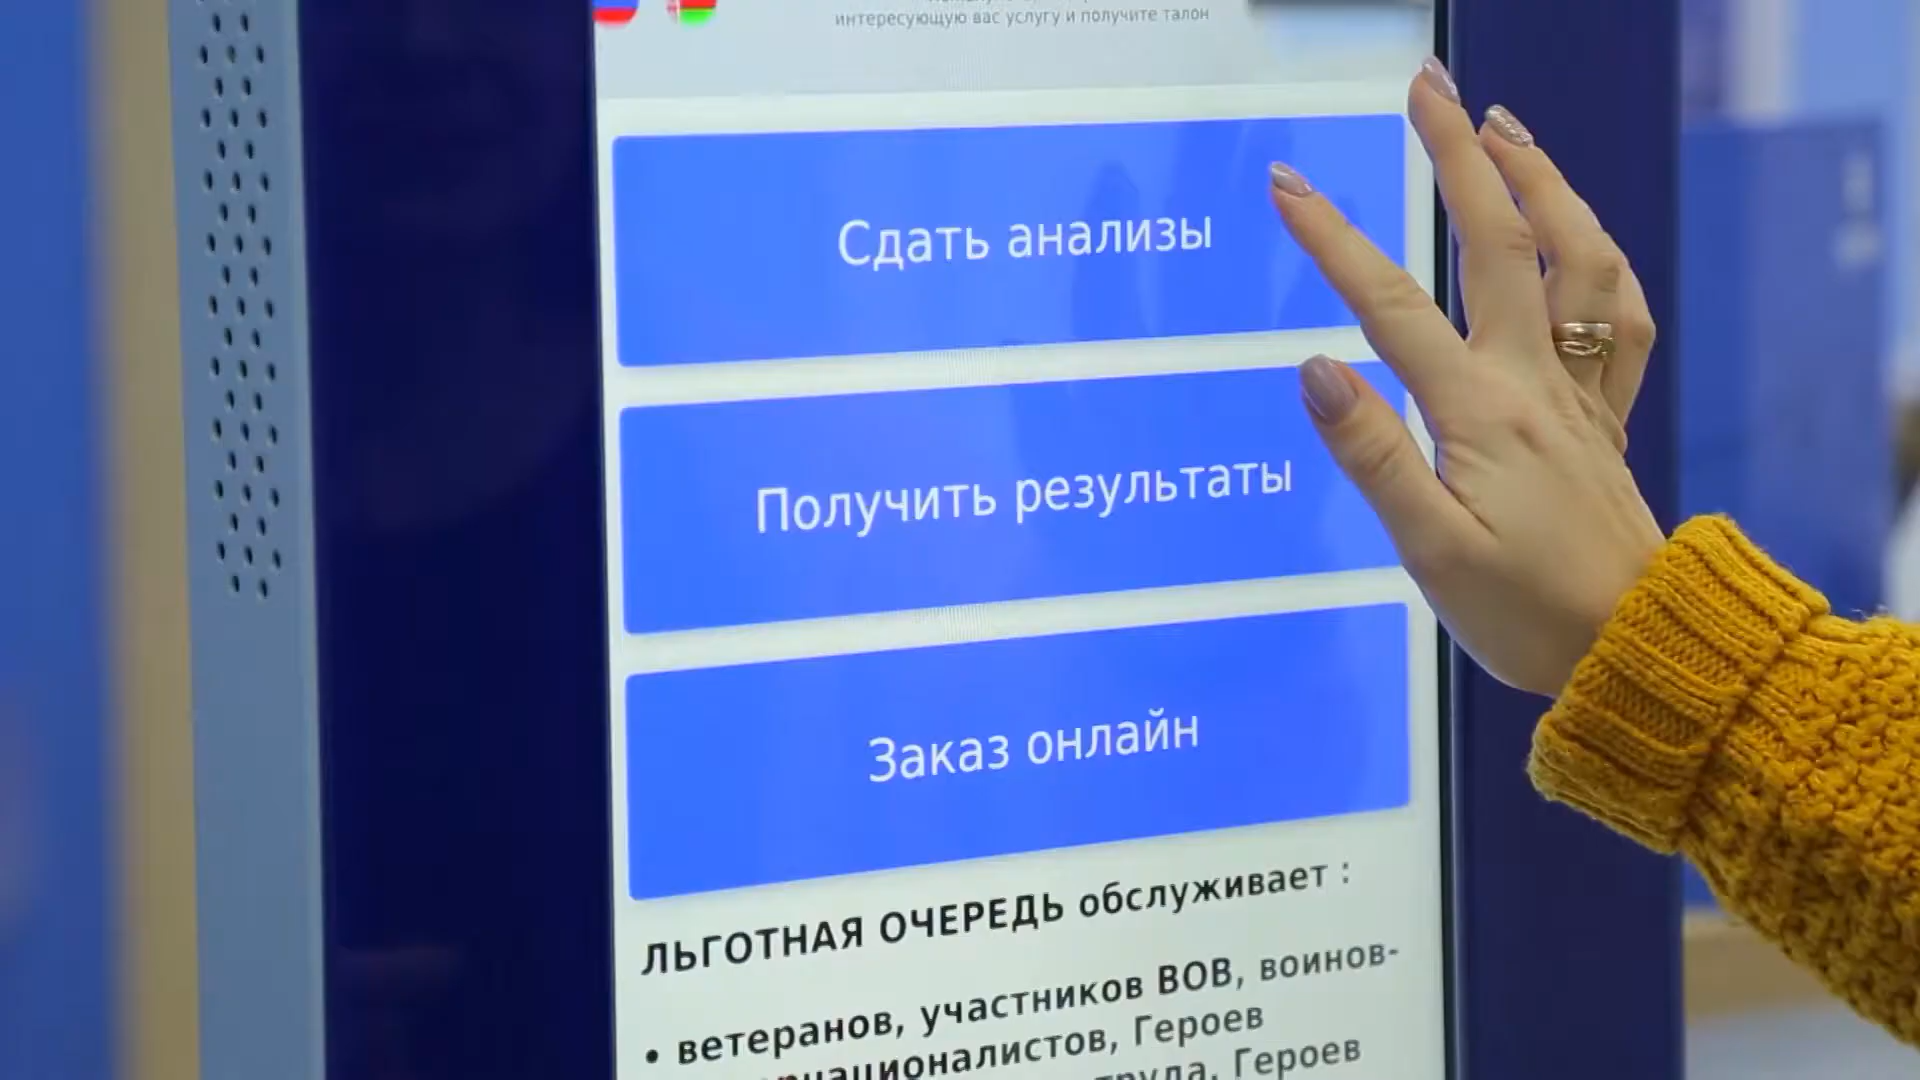 интересующую вас услугу и получите талон
Сдать анализы
Получить результаты
Заказ онлайн
ЛЬГОТНАЯ ОЧЕРЕДЬ обслуживает :
• ветеранов, участников ВОВ, воинов-
Героев
Героев